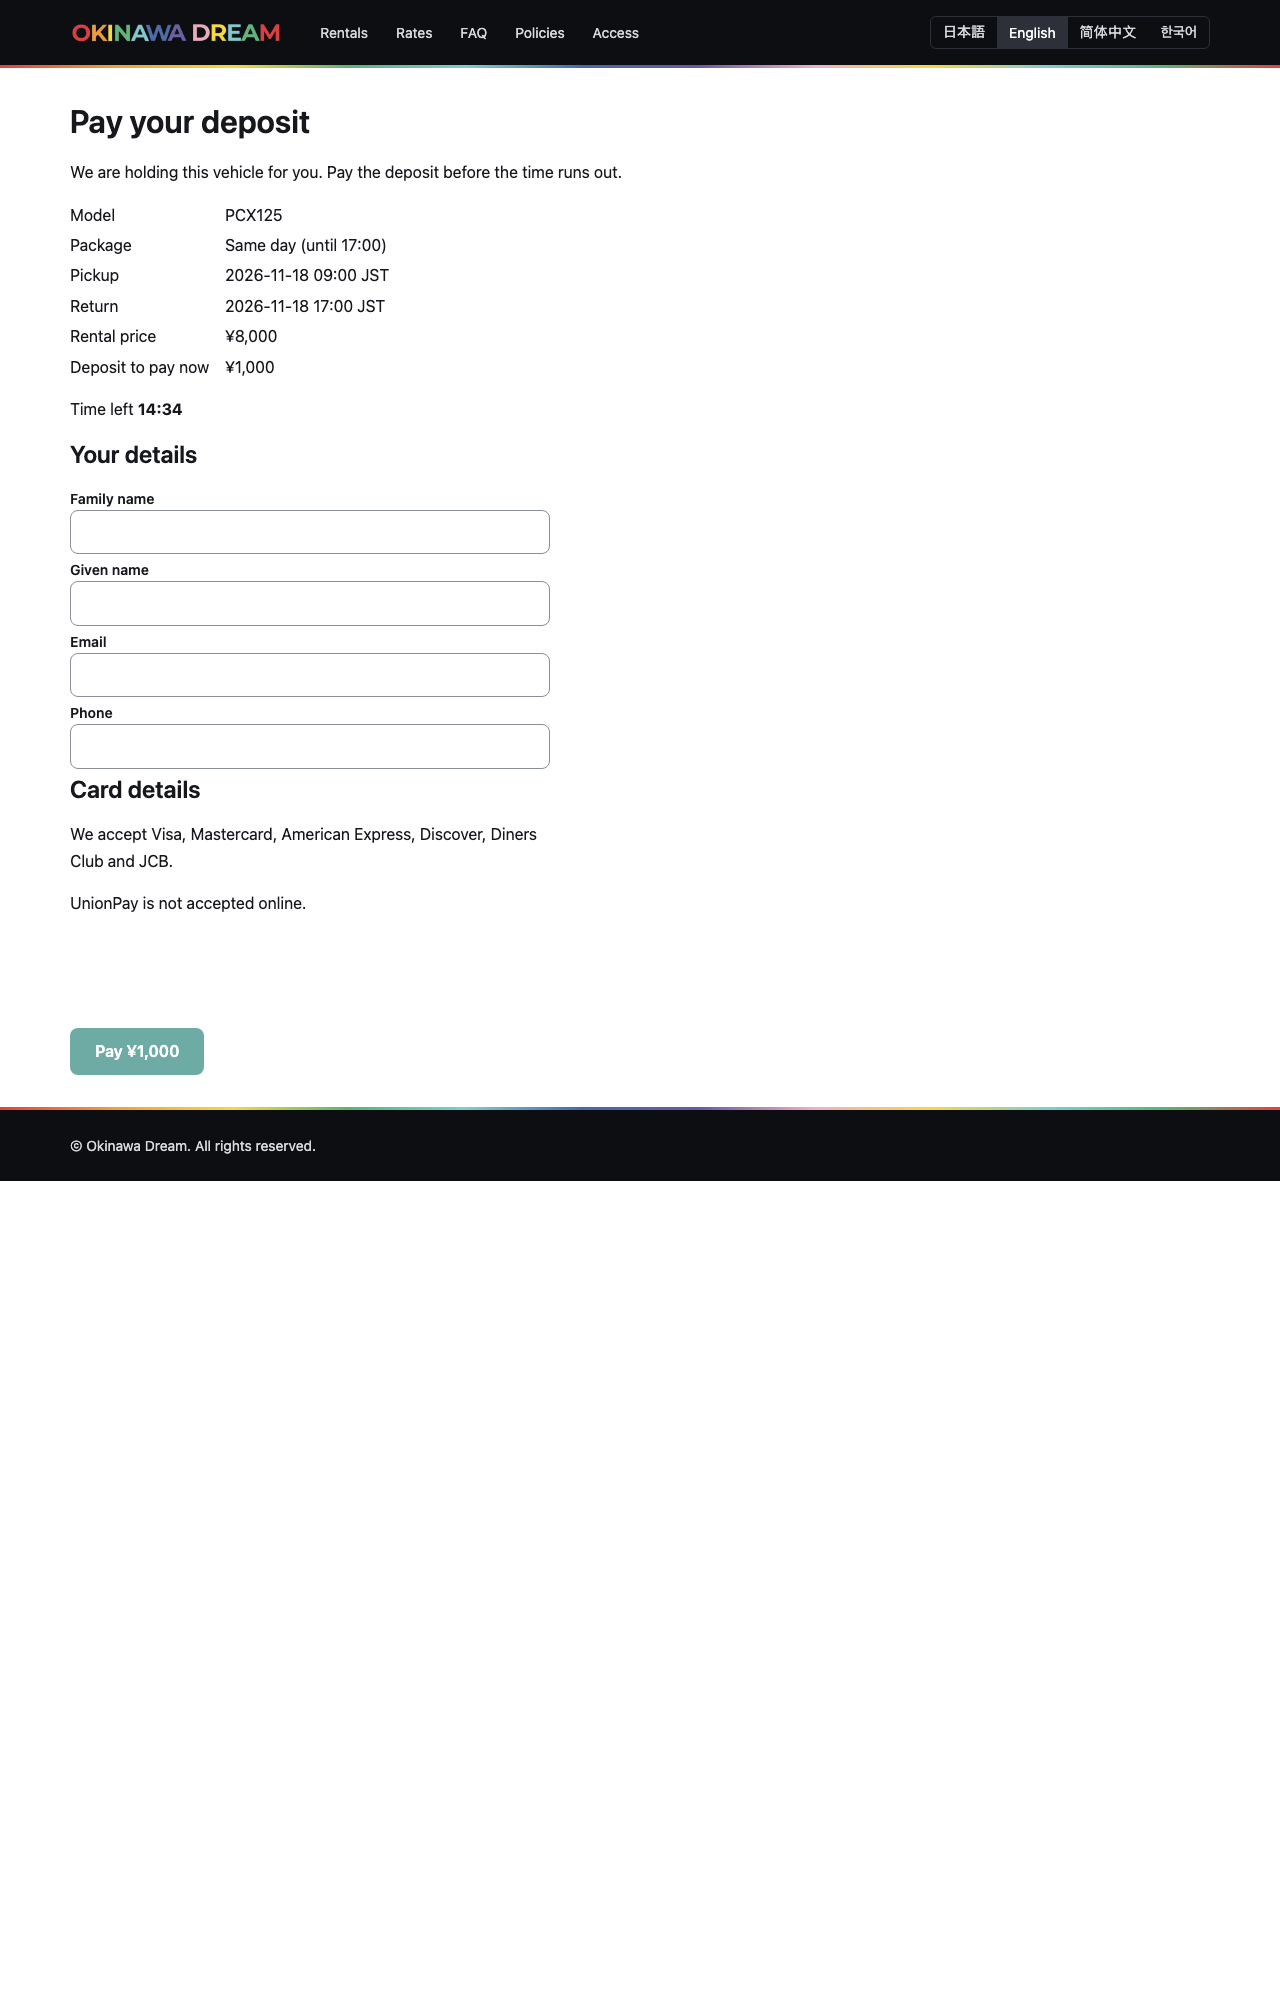 OKINAWA DREAM
Rentals
Rates
FAQ
Policies
Access
日本語
English
简体中文
한국어
Pay your deposit
We are holding this vehicle for you. Pay the deposit before the time runs out.
Model PCX125
Package Same day (until 17:00)
Pickup 2026-11-18 09:00 JST
Return 2026-11-18 17:00 JST
Rental price ¥8,000
Deposit to pay now ¥1,000
Time left 14:34
Your details
Family name
Given name
Email
Phone
Card details
We accept Visa, Mastercard, American Express, Discover, Diners
Club and JCB.
UnionPay is not accepted online.
Pay ¥1,000
© Okinawa Dream. All rights reserved.